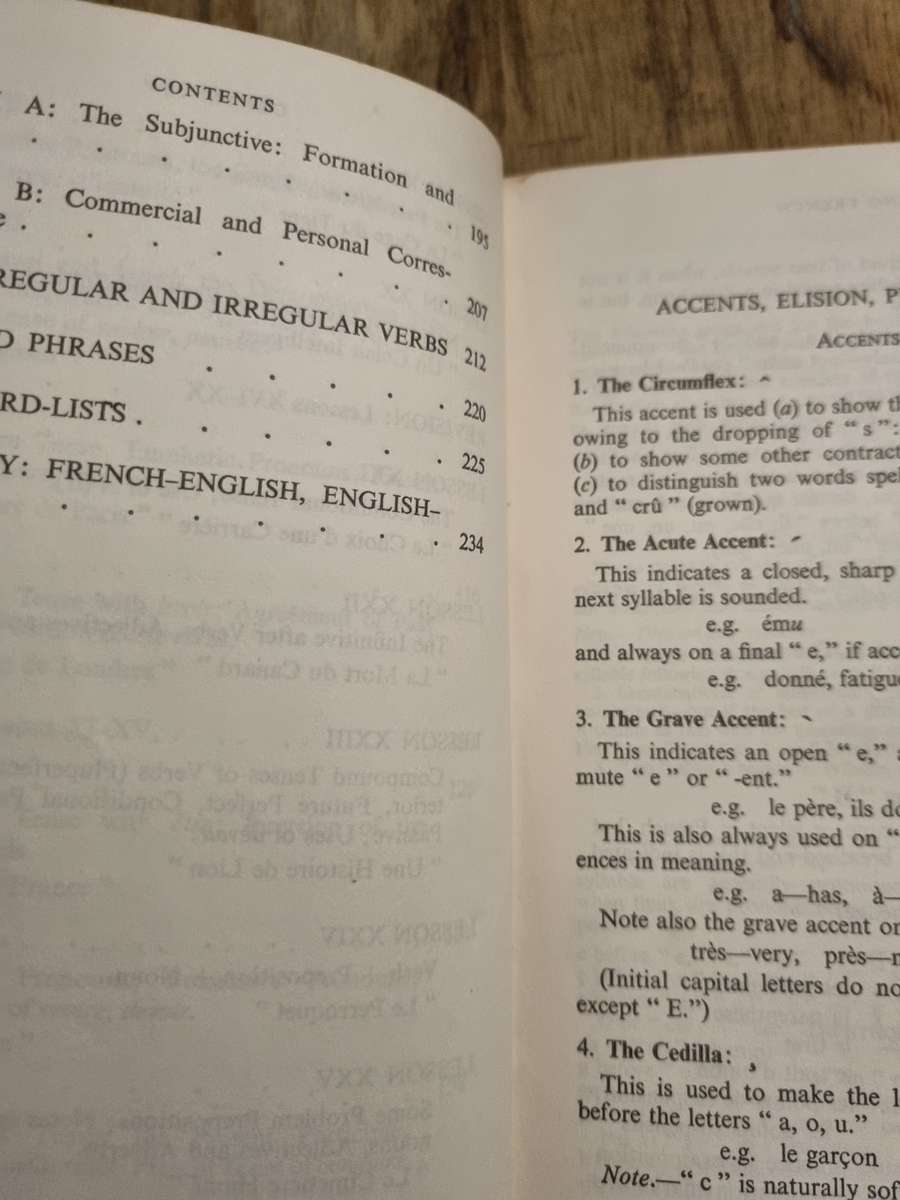 CONTENTS
A: The Subjunctive: Formation and
. . . . . . . . 195
B: Commercial and Personal Corres-
e . . . . . . . . 207
REGULAR AND IRREGULAR VERBS 212
D PHRASES . . . . . 220
RD-LISTS . . . . . . 225
Y: FRENCH–ENGLISH, ENGLISH–
. . . . . . . 234
ACCENTS, ELISION, P
ACCENTS
1. The Circumflex: ^
This accent is used (a) to show th
owing to the dropping of “ s ”:
(b) to show some other contract
(c) to distinguish two words spel
and “ crû ” (grown).
2. The Acute Accent: ´
This indicates a closed, sharp
next syllable is sounded.
e.g. ému
and always on a final “ e,” if acc
e.g. donné, fatigu
3. The Grave Accent: `
This indicates an open “ e,” a
mute “ e ” or “ -ent.”
e.g. le père, ils d
This is also always used on “
ences in meaning.
e.g. a—has, à—
Note also the grave accent on
très—very, près—n
(Initial capital letters do no
except “ E.”)
4. The Cedilla: ¸
This is used to make the l
before the letters “ a, o, u.”
e.g. le garçon
Note.—“ c ” is naturally sof